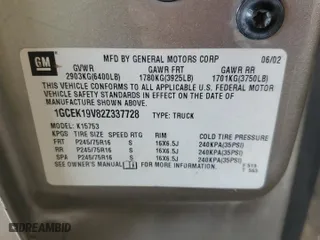 GM
MFD BY GENERAL MOTORS CORP 06/02
GVWR GAWR FRT GAWR RR
2903KG(6400LB) 1780KG(3925LB) 1701KG(3750LB)
THIS VEHICLE CONFORMS TO ALL APPLICABLE U.S. FEDERAL MOTOR
VEHICLE SAFETY STANDARDS IN EFFECT ON THE DATE OF
MANUFACTURE SHOWN ABOVE.
1GCEK19V82Z337728 TYPE: TRUCK
MODEL: K15753
KPOS TIRE SIZE SPEED RTG RIM COLD TIRE PRESSURE
FRT P245/75R16 S 16X6.5J 240KPA(35PSI)
RR P245/75R16 S 16X6.5J 240KPA(35PSI)
SPA P245/75R16 S 16X6.5J 240KPA(35PSI)
SEE OWNER'S MANUAL
DREAMBID